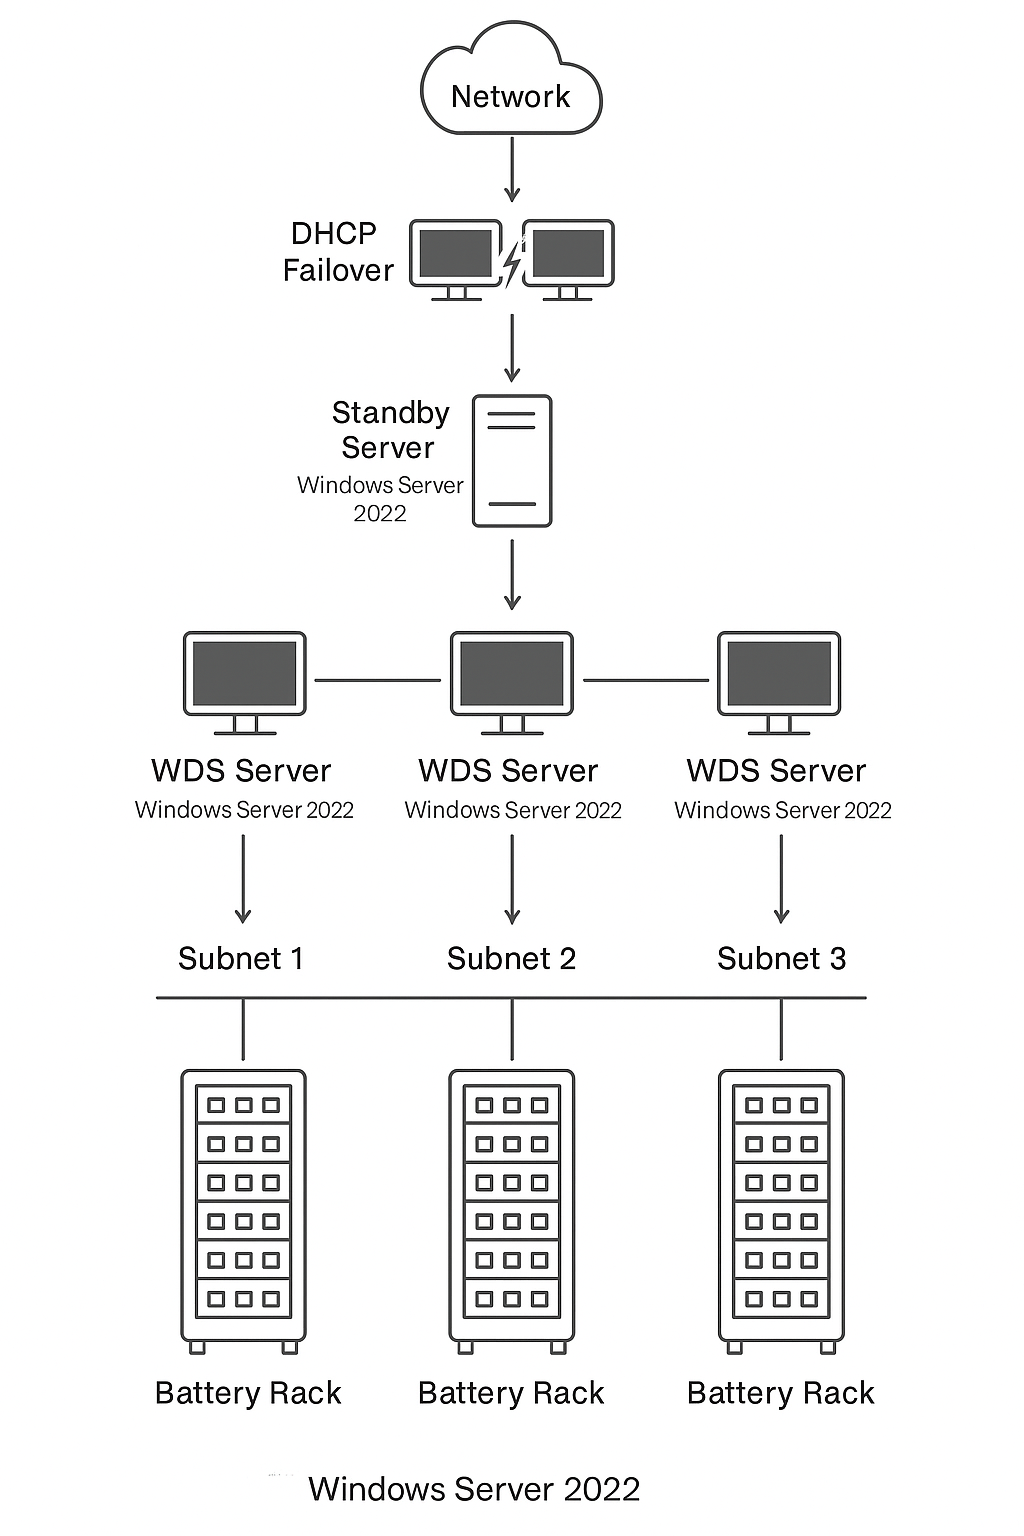 Network
DHCP
Failover
Standby
Server
Windows Server
2022
WDS Server
Windows Server 2022
WDS Server
Windows Server 2022
WDS Server
Windows Server 2022
Subnet 1
Subnet 2
Subnet 3
Battery Rack
Battery Rack
Battery Rack
Windows Server 2022